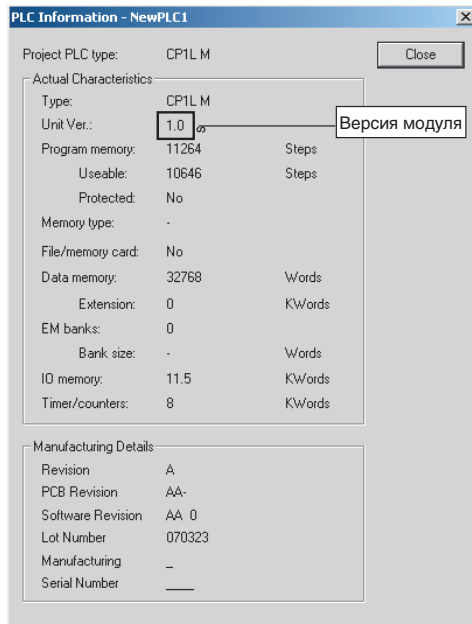 PLC Information - NewPLC1
Project PLC type: CP1L M Close
Actual Characteristics
Type: CP1L M
Unit Ver.: 1.0 Версия модуля
Program memory: 11264 Steps
Useable: 10646 Steps
Protected: No
Memory type: -
File/memory card: No
Data memory: 32768 Words
Extension: 0 KWords
EM banks: 0
Bank size: - Words
IO memory: 11.5 KWords
Timer/counters: 8 KWords
Manufacturing Details
Revision A
PCB Revision AA-
Software Revision AA 0
Lot Number 070323
Manufacturing _
Serial Number ____